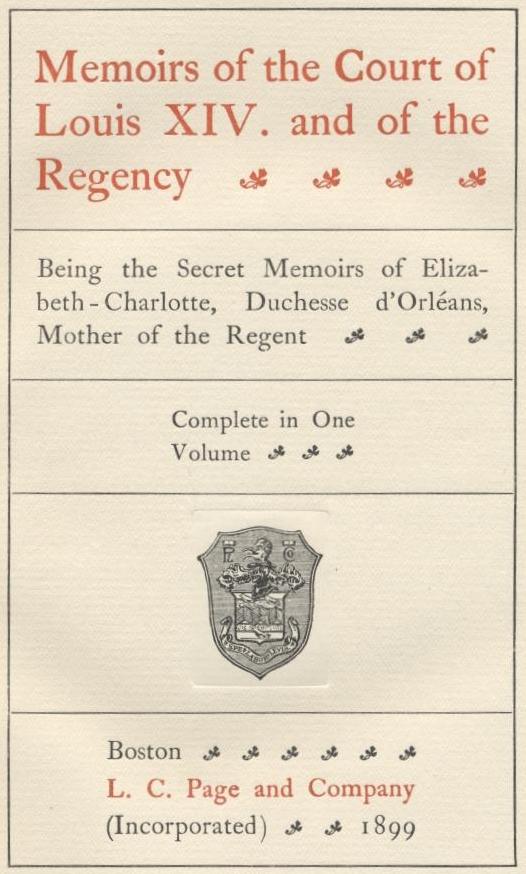 Memoirs of the Court of
Louis XIV. and of the
Regency
Being the Secret Memoirs of Eliza-
beth-Charlotte, Duchesse d'Orléans,
Mother of the Regent
Complete in One
Volume
Boston
L. C. Page and Company
(Incorporated) 1899